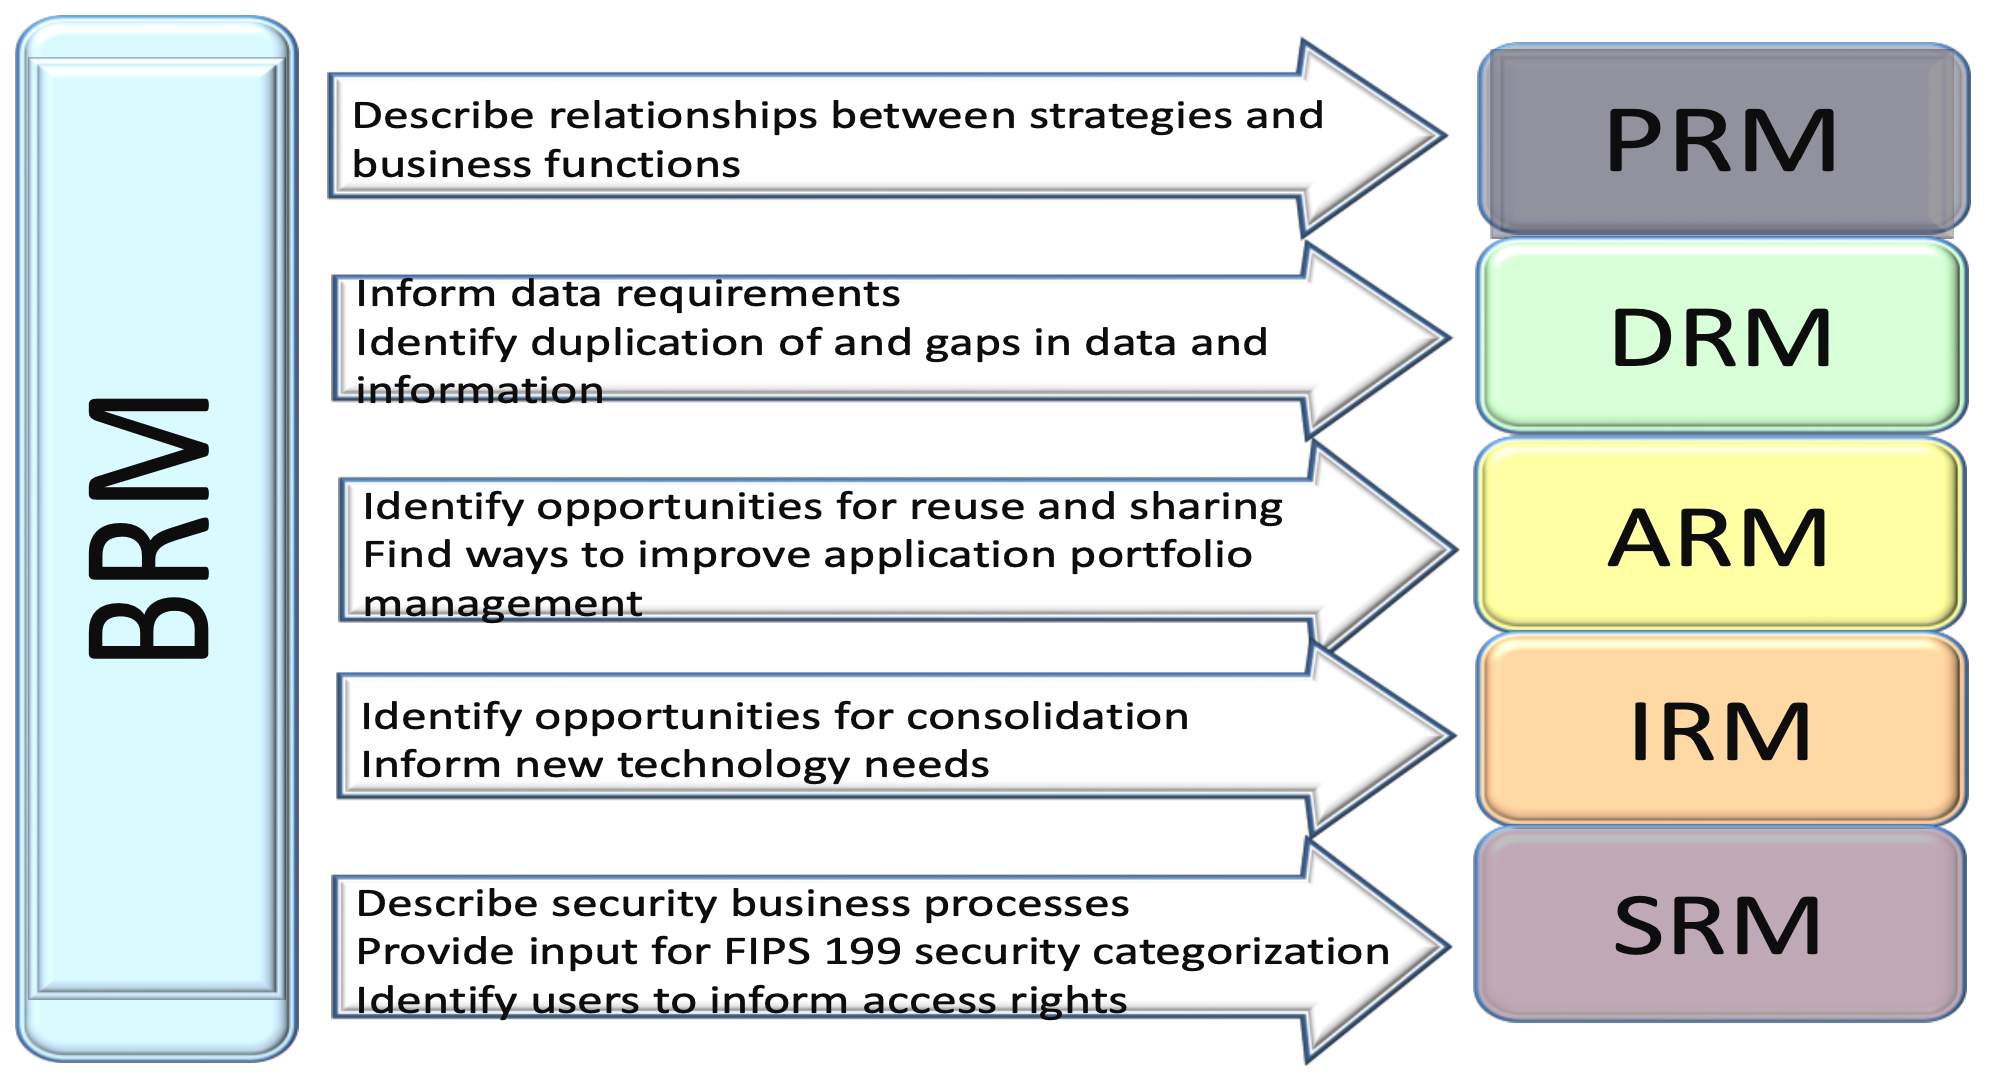 BRM
Describe relationships between strategies and
business functions
PRM
Inform data requirements
Identify duplication of and gaps in data and
information
DRM
Identify opportunities for reuse and sharing
Find ways to improve application portfolio
management
ARM
Identify opportunities for consolidation
Inform new technology needs
IRM
Describe security business processes
Provide input for FIPS 199 security categorization
Identify users to inform access rights
SRM